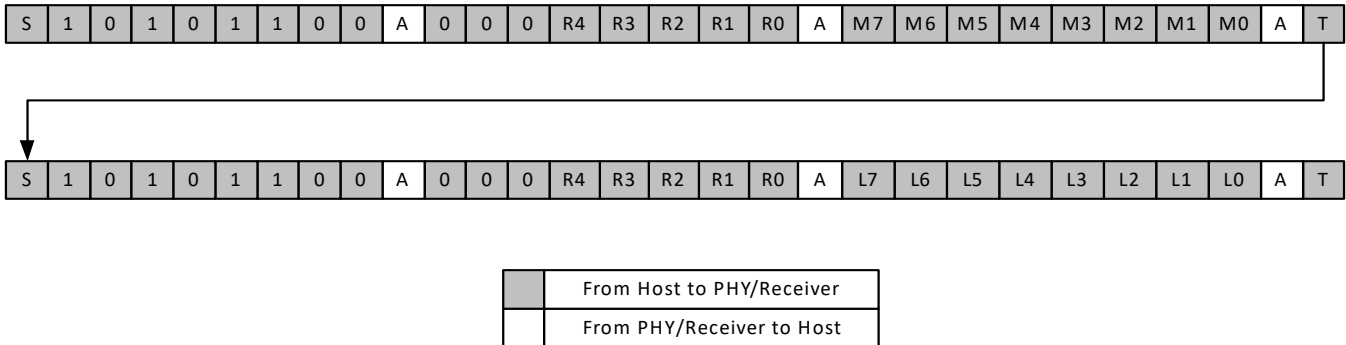 S 1 0 1 0 1 1 0 0 A 0 0 0 R4 R3 R2 R1 R0 A M7 M6 M5 M4 M3 M2 M1 M0 A T
S 1 0 1 0 1 1 0 0 A 0 0 0 R4 R3 R2 R1 R0 A L7 L6 L5 L4 L3 L2 L1 L0 A T
From Host to PHY/Receiver
From PHY/Receiver to Host